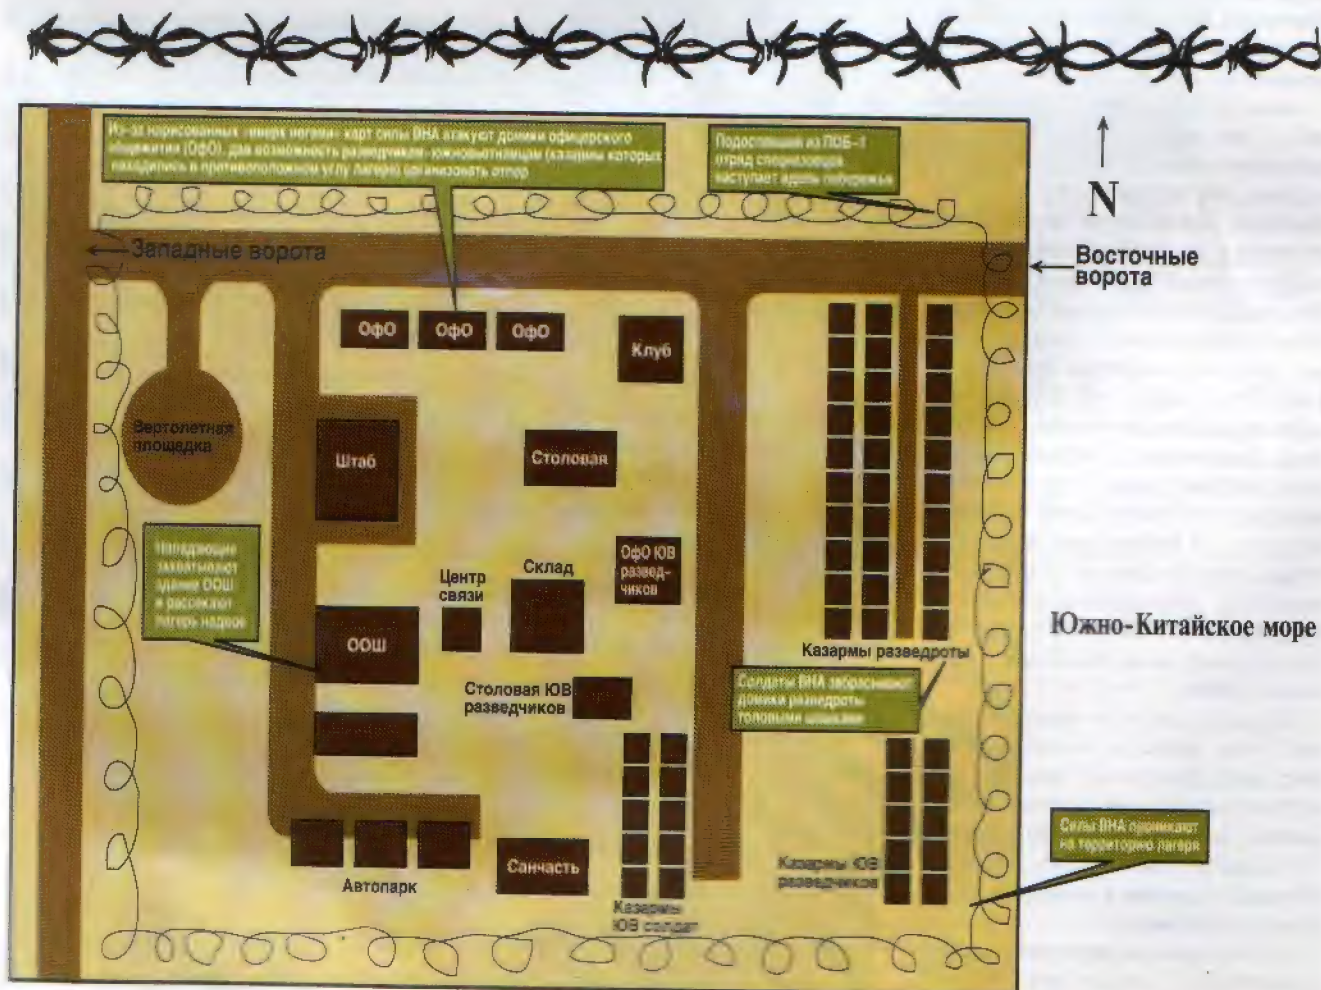 Из-за нарисованных «вверх ногами» карт силы ВНА атакуют домики офицерского
общежития (ОфО), дав возможность разведчикам-южновьетнамцам (казармы которых
находились в противоположном углу лагеря) организовать отпор
Подоспевший из ПОБ-1
отряд спецназовцев
наступает вдоль побережья
N
Западные ворота
Восточные
ворота
ОфО
ОфО
ОфО
Клуб
Вертолетная
площадка
Штаб
Столовая
Нападающие
захватывают
здание ООШ
и рассекают
лагерь надвое
Центр
связи
Склад
ОфО ЮВ
развед-
чиков
ООШ
Южно-Китайское море
Казармы разведроты
Столовая ЮВ
разведчиков
Солдаты ВНА забрасывают
домики разведроты
толовыми шашками
Силы ВНА проникают
на территорию лагеря
Автопарк
Санчасть
Казармы ЮВ
разведчиков
Казармы
ЮВ солдат